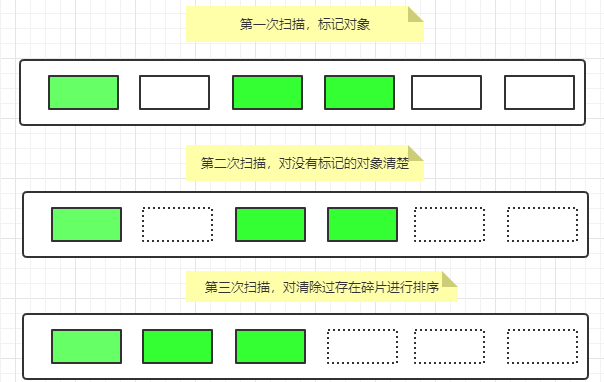 第一次扫描，标记对象
第二次扫描，对没有标记的对象清楚
第三次扫描，对清除过存在碎片进行排序